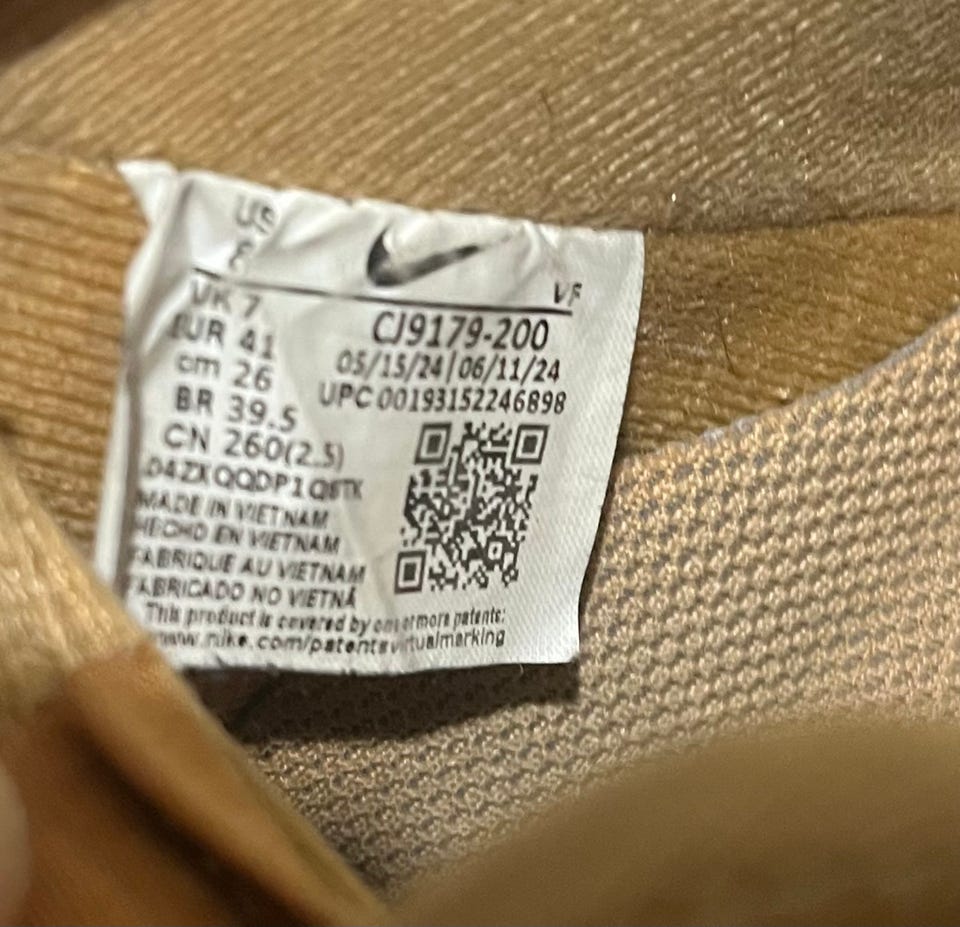 US
VF
UK 7
EUR 41
cm 26
BR 39.5
CN 260(2.5)
CJ9179-200
05/15/24|06/11/24
UPC 00193152246898
MADE IN VIETNAM
HECHO EN VIETNAM
FABRIQUE AU VIETNAM
FABRICADO NO VIETNÃ
This product is covered by one or more patents:
www.nike.com/patents